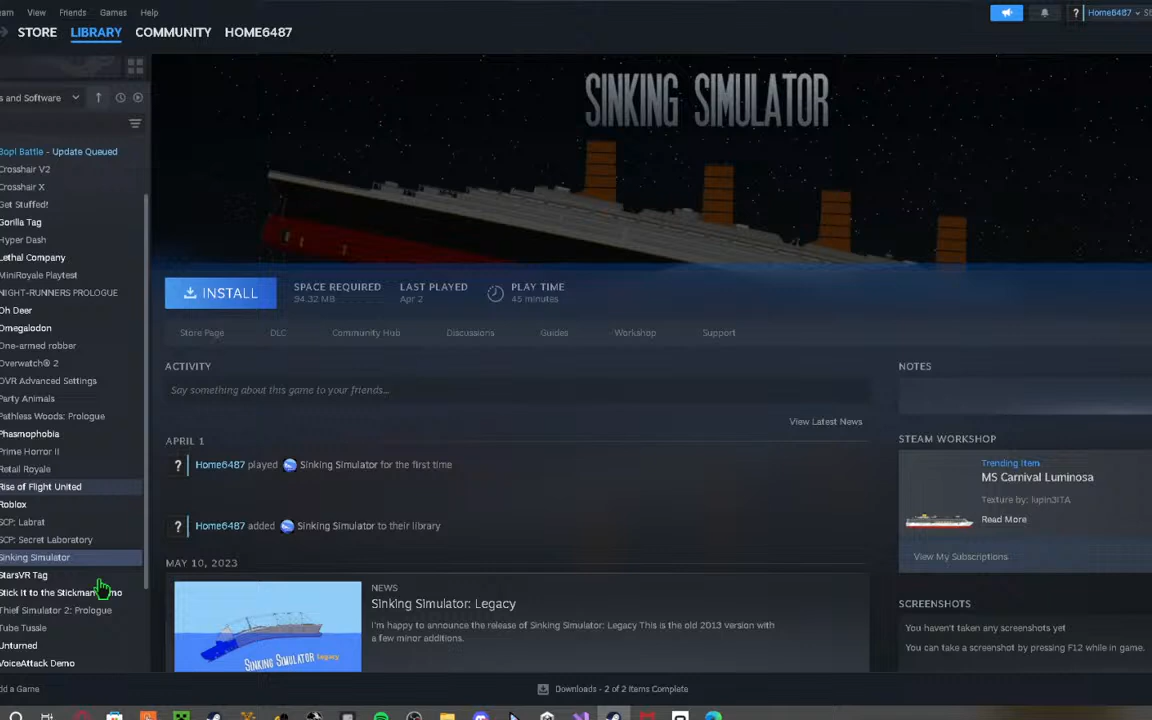 View Friends Games Help
Home6487
STORE LIBRARY COMMUNITY HOME6487
s and Software
SINKING SIMULATOR
Bopl Battle - Update Queued
Crosshair V2
Crosshair X
Get Stuffed!
Gorilla Tag
Hyper Dash
Lethal Company
MiniRoyale Playtest
NIGHT-RUNNERS PROLOGUE
Oh Deer
Omegalodon
One-armed robber
Overwatch® 2
OVR Advanced Settings
Party Animals
Pathless Woods: Prologue
Phasmophobia
Prime Horror II
Retail Royale
Rise of Flight United
Roblox
SCP: Labrat
SCP: Secret Laboratory
Sinking Simulator
StarsVR Tag
Stick It to the Stickman mo
Thief Simulator 2: Prologue
Tube Tussle
Unturned
VoiceAttack Demo
dd a Game
INSTALL
SPACE REQUIRED
94.32 MB
LAST PLAYED
Apr 2
PLAY TIME
45 minutes
Store Page DLC Community Hub Discussions Guides Workshop Support
ACTIVITY
Say something about this game to your friends...
View Latest News
APRIL 1
? Home6487 played Sinking Simulator for the first time
? Home6487 added Sinking Simulator to their library
MAY 10, 2023
NEWS
Sinking Simulator: Legacy
I'm happy to announce the release of Sinking Simulator: Legacy This is the old 2013 version with
a few minor additions.
SINKING SIMULATOR Legacy
NOTES
STEAM WORKSHOP
Trending Item
MS Carnival Luminosa
Texture by: lupin3ITA
Read More
View My Subscriptions
SCREENSHOTS
You haven't taken any screenshots yet
You can take a screenshot by pressing F12 while in game.
Downloads - 2 of 2 Items Complete